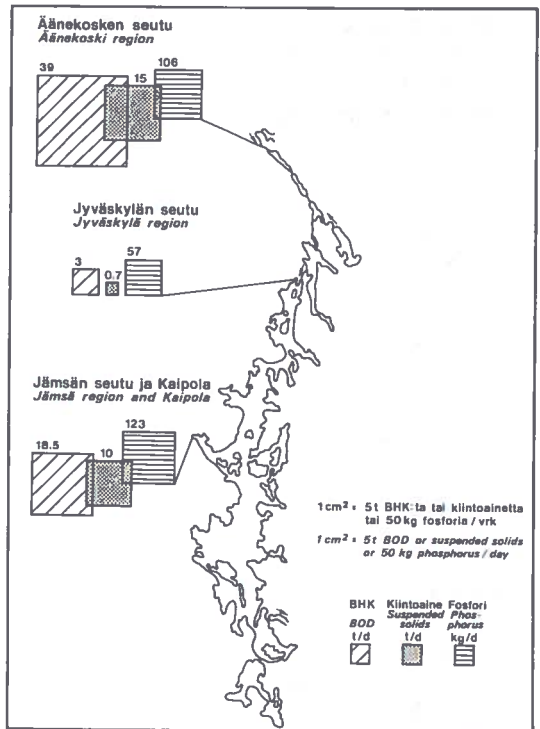 Äänekosken seutu
Äänekoski region
39
15
106
Jyväskylän seutu
Jyväskylä region
3
0.7
57
Jämsän seutu ja Kaipola
Jämsä region and Kaipola
18.5
10
123
1 cm² = 5 t BHK:ta tai kiintoainetta
tai 50 kg fosforia / vrk
1 cm² = 5 t BOD or suspended solids
or 50 kg phosphorus / day
BHK Kiintoaine Fosfori
BOD Suspended solids Phos-
phorus
t/d t/d kg/d